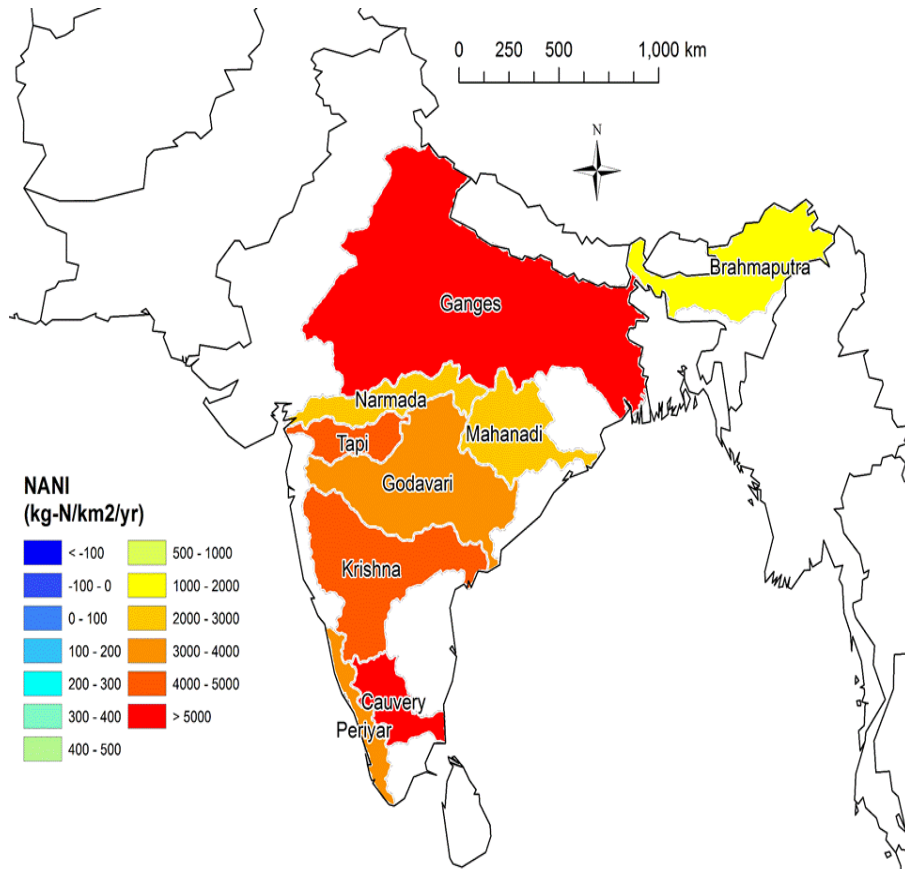 0 250 500 1,000 km
N
Brahmaputra
Ganges
Narmada
Mahanadi
Tapi
Godavari
Krishna
Cauvery
Periyar
NANI
(kg-N/km2/yr)
< -100 500 - 1000
-100 - 0 1000 - 2000
0 - 100 2000 - 3000
100 - 200 3000 - 4000
200 - 300 4000 - 5000
300 - 400 > 5000
400 - 500